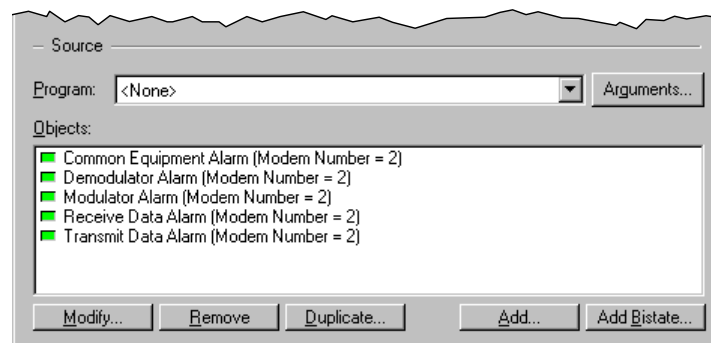 Source
Program: <None> Arguments...
Objects:
Common Equipment Alarm (Modem Number = 2)
Demodulator Alarm (Modem Number = 2)
Modulator Alarm (Modem Number = 2)
Receive Data Alarm (Modem Number = 2)
Transmit Data Alarm (Modem Number = 2)
Modify... Remove Duplicate... Add... Add Bistate...